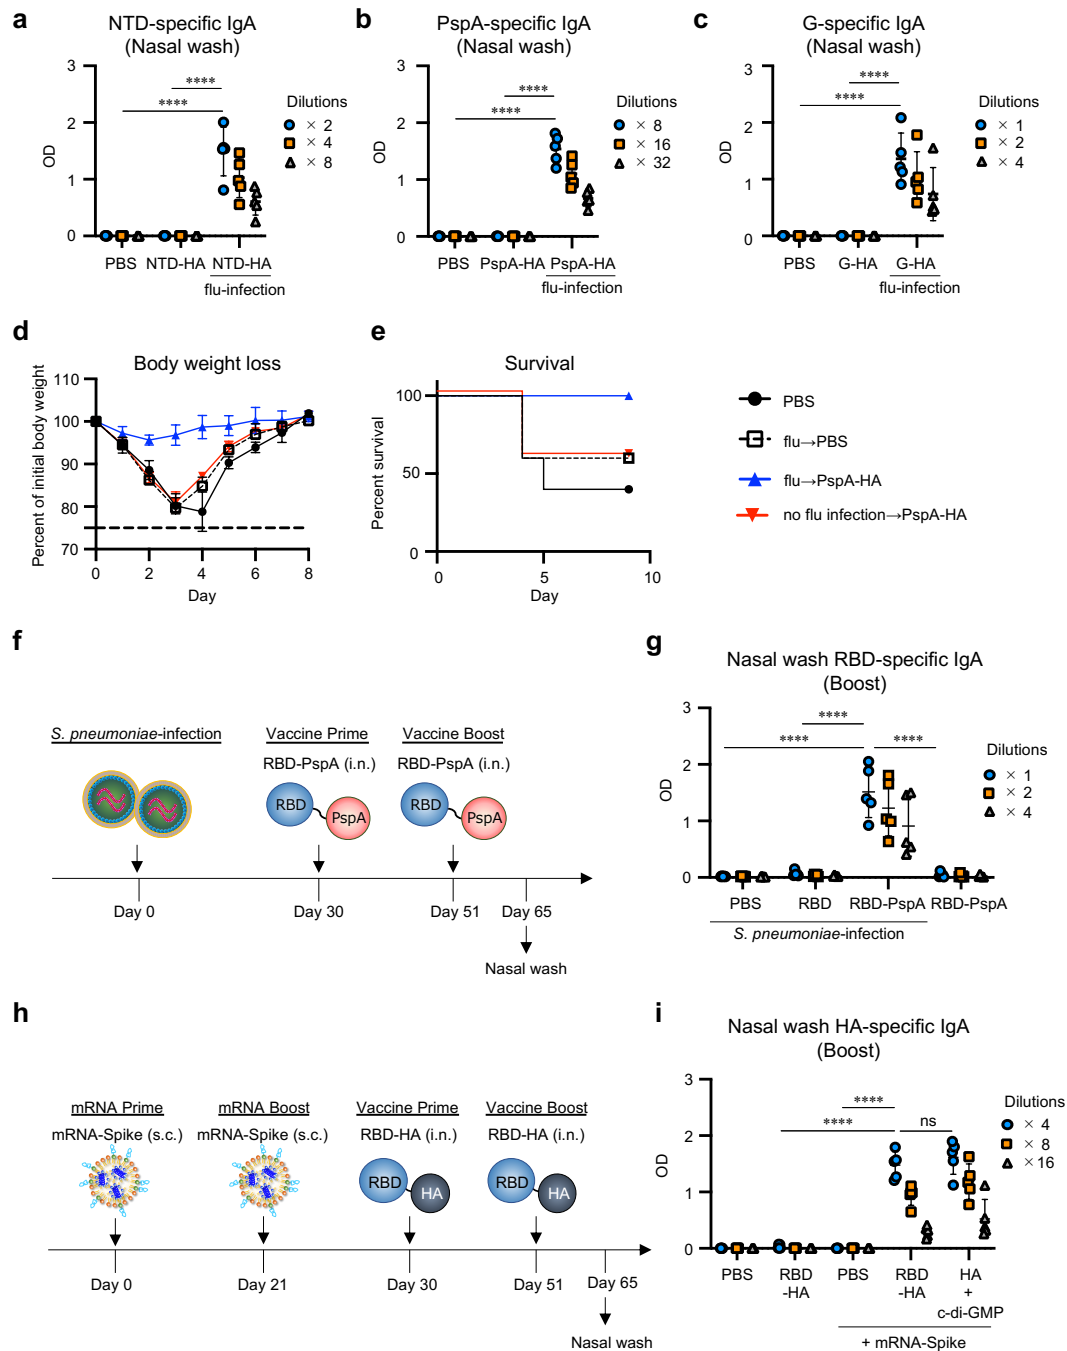 a
NTD-specific IgA
(Nasal wash)
3
2
1
0
OD
****
****
Dilutions
× 2
× 4
× 8
PBS
NTD-HA
NTD-HA
flu-infection
b
PspA-specific IgA
(Nasal wash)
3
2
1
0
OD
****
****
Dilutions
× 8
× 16
× 32
PBS
PspA-HA
PspA-HA
flu-infection
c
G-specific IgA
(Nasal wash)
3
2
1
0
OD
****
****
Dilutions
× 1
× 2
× 4
PBS
G-HA
G-HA
flu-infection
d
Body weight loss
Percent of initial body weight
110
100
90
80
70
0 2 4 6 8
Day
e
Survival
Percent survival
100
50
0
0 5 10
Day
PBS
flu→PBS
flu→PspA-HA
no flu infection→PspA-HA
f
S. pneumoniae-infection
Vaccine Prime
RBD-PspA (i.n.)
Vaccine Boost
RBD-PspA (i.n.)
RBD
PspA
RBD
PspA
Day 0
Day 30
Day 51
Day 65
Nasal wash
g
Nasal wash RBD-specific IgA
(Boost)
3
2
1
0
OD
****
****
****
Dilutions
× 1
× 2
× 4
PBS
RBD
RBD-PspA
RBD-PspA
S. pneumoniae-infection
h
mRNA Prime
mRNA-Spike (s.c.)
mRNA Boost
mRNA-Spike (s.c.)
Vaccine Prime
RBD-HA (i.n.)
Vaccine Boost
RBD-HA (i.n.)
RBD
HA
RBD
HA
Day 0
Day 21
Day 30
Day 51
Day 65
Nasal wash
i
Nasal wash HA-specific IgA
(Boost)
3
2
1
0
OD
****
****
ns
Dilutions
× 4
× 8
× 16
PBS
RBD
-HA
PBS
RBD
-HA
HA
+
c-di-GMP
+ mRNA-Spike